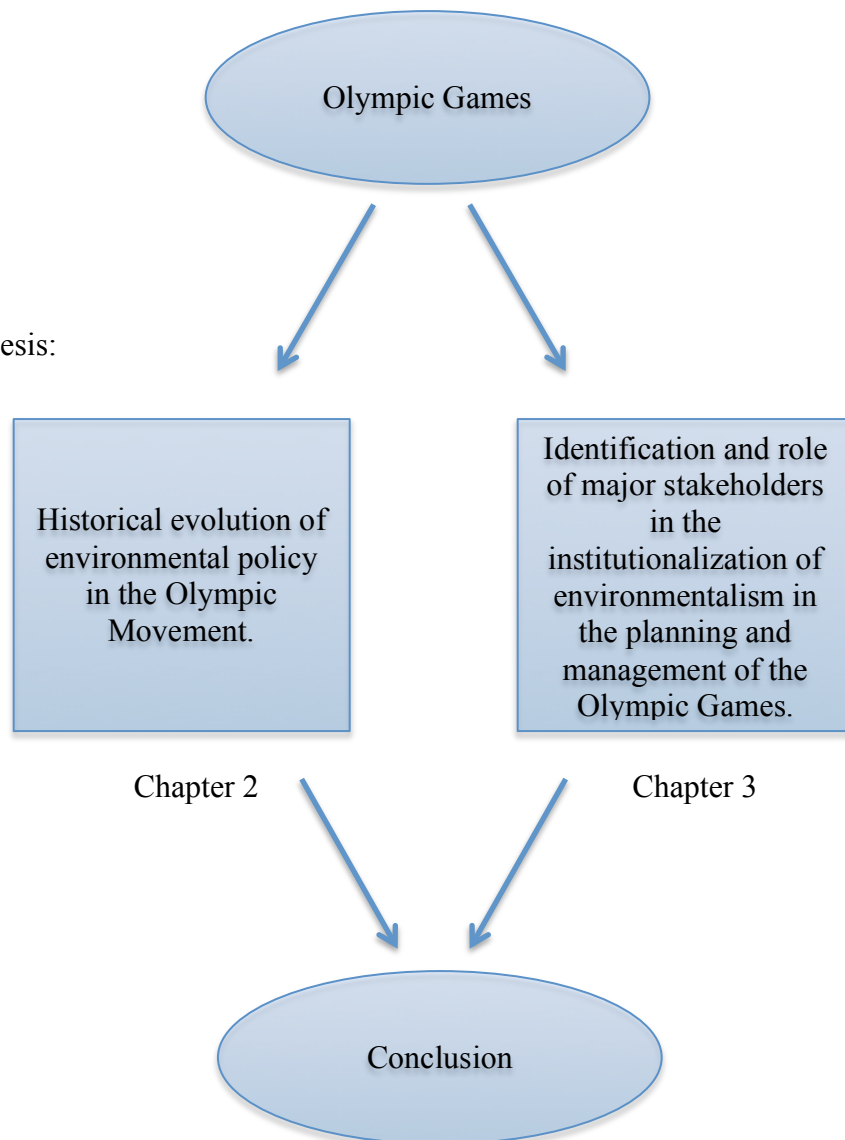 Olympic Games
esis:
Historical evolution of
environmental policy
in the Olympic
Movement.
Identification and role
of major stakeholders
in the
institutionalization of
environmentalism in
the planning and
management of the
Olympic Games.
Chapter 2
Chapter 3
Conclusion